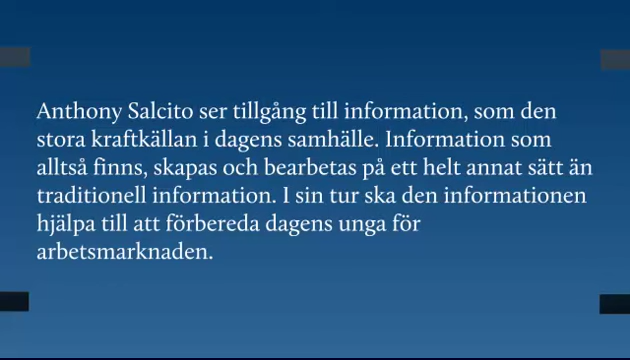 Anthony Salcito ser tillgång till information, som den
stora kraftkällan i dagens samhälle. Information som
alltså finns, skapas och bearbetas på ett helt annat sätt än
traditionell information. I sin tur ska den informationen
hjälpa till att förbereda dagens unga för
arbetsmarknaden.